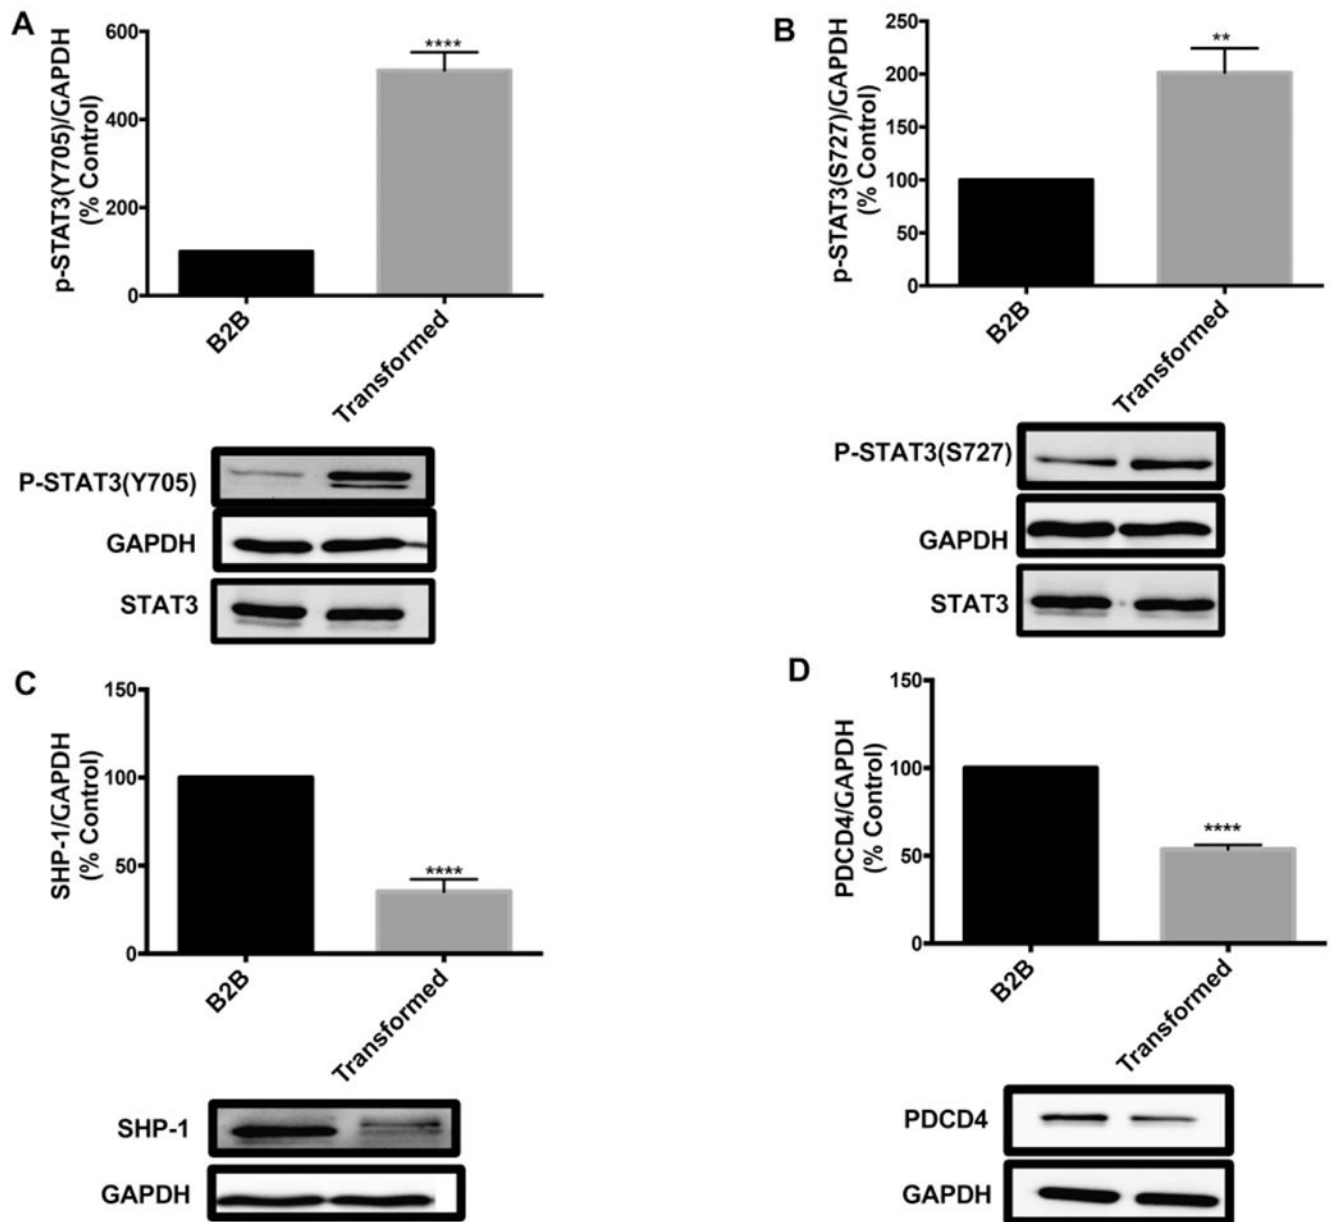 A
p-STAT3(Y705)/GAPDH
(% Control)
600
400
200
0
****
B2B
Transformed
P-STAT3(Y705)
GAPDH
STAT3
B
p-STAT3(S727)/GAPDH
(% Control)
250
200
150
100
50
0
**
B2B
Transformed
P-STAT3(S727)
GAPDH
STAT3
C
SHP-1/GAPDH
(% Control)
150
100
50
0
****
B2B
Transformed
SHP-1
GAPDH
D
PDCD4/GAPDH
(% Control)
150
100
50
0
****
B2B
Transformed
PDCD4
GAPDH